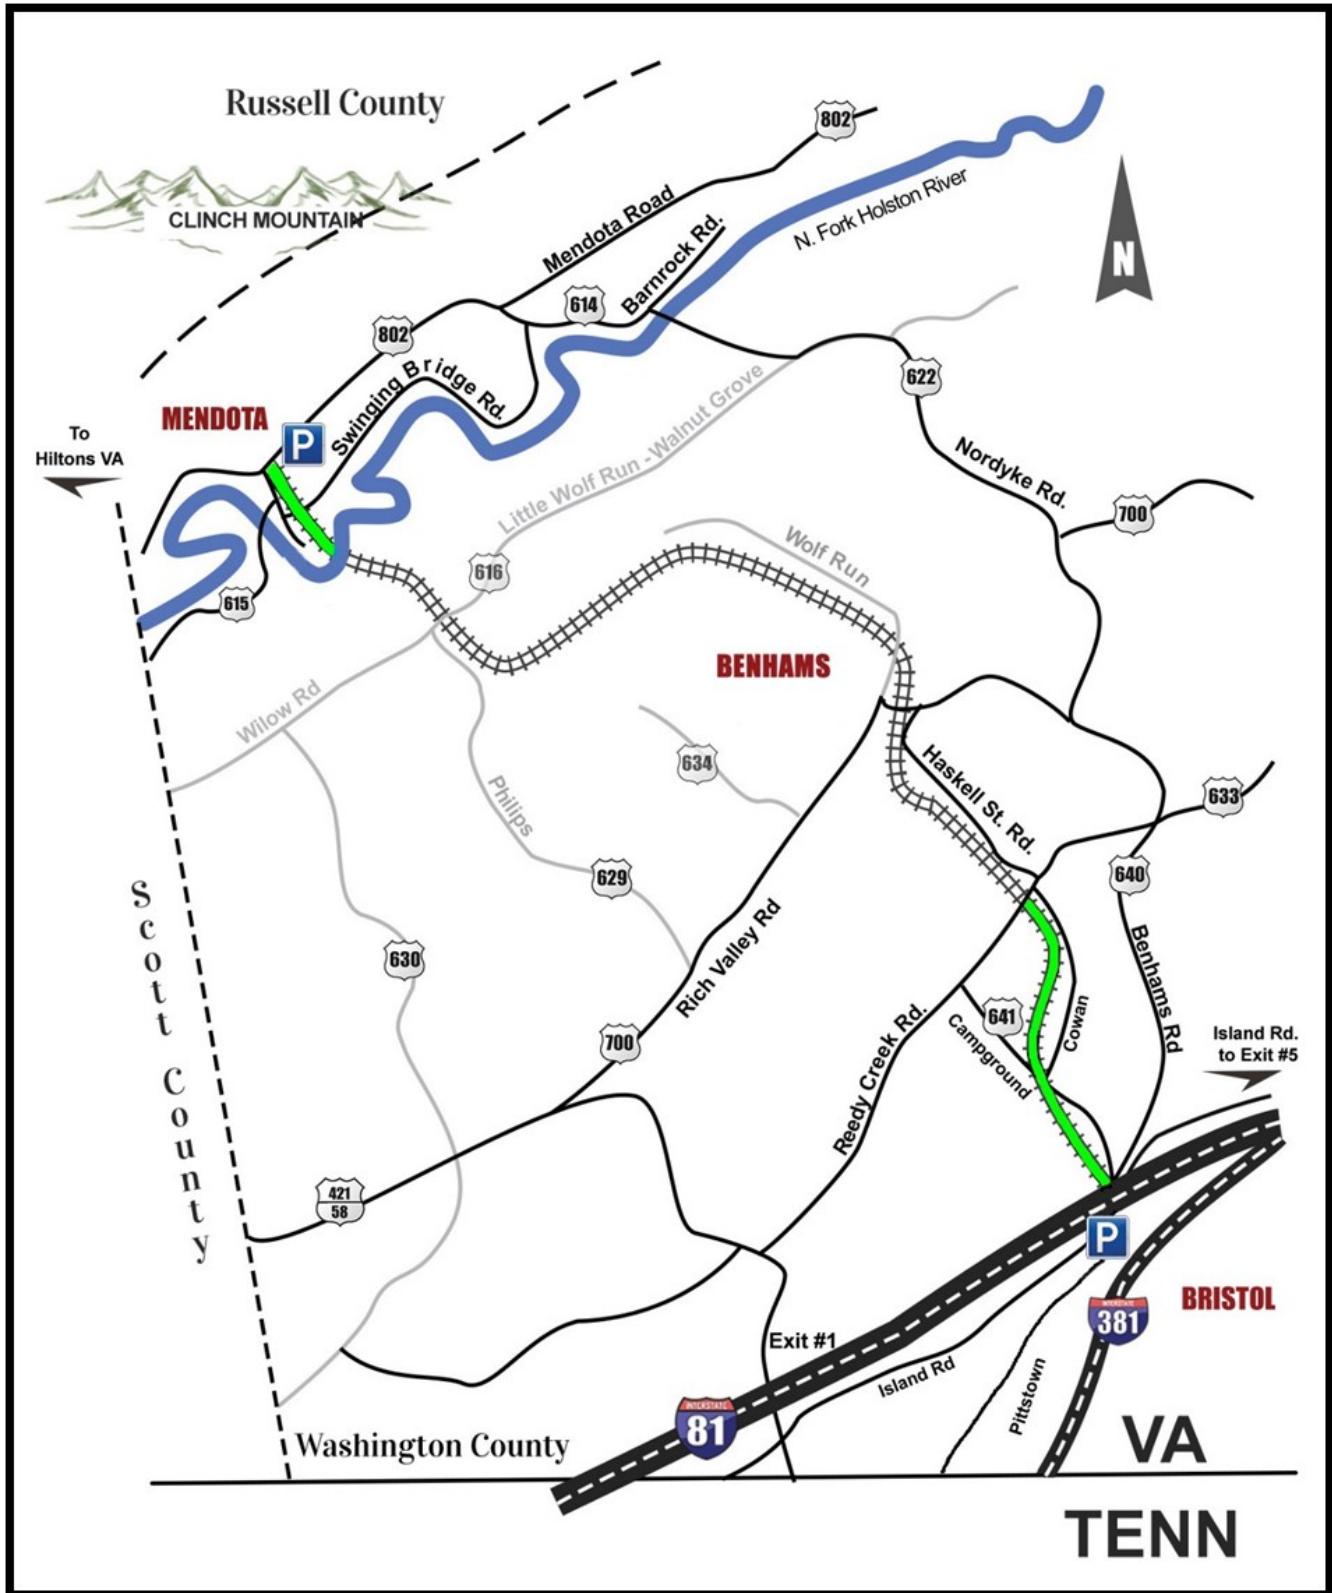 Russell County
802
CLINCH MOUNTAIN
Mendota Road
N. Fork Holston River
Barnrock Rd.
614
N
802
Swinging Bridge Rd.
622
MENDOTA
P
To
Hiltons VA
Little Wolf Run -Walnut Grove
Nordyke Rd.
700
Wolf Run
616
615
BENHAMS
Wilow Rd
634
Haskell St. Rd.
633
Philips
629
640
Scott County
630
Rich Valley Rd
Benhams Rd
641
Cowan
Campground
Island Rd.
to Exit #5
700
Reedy Creek Rd.
421
58
P
BRISTOL
INTERSTATE
381
Exit #1
Island Rd
Pittstown
INTERSTATE
81
Washington County
VA
TENN